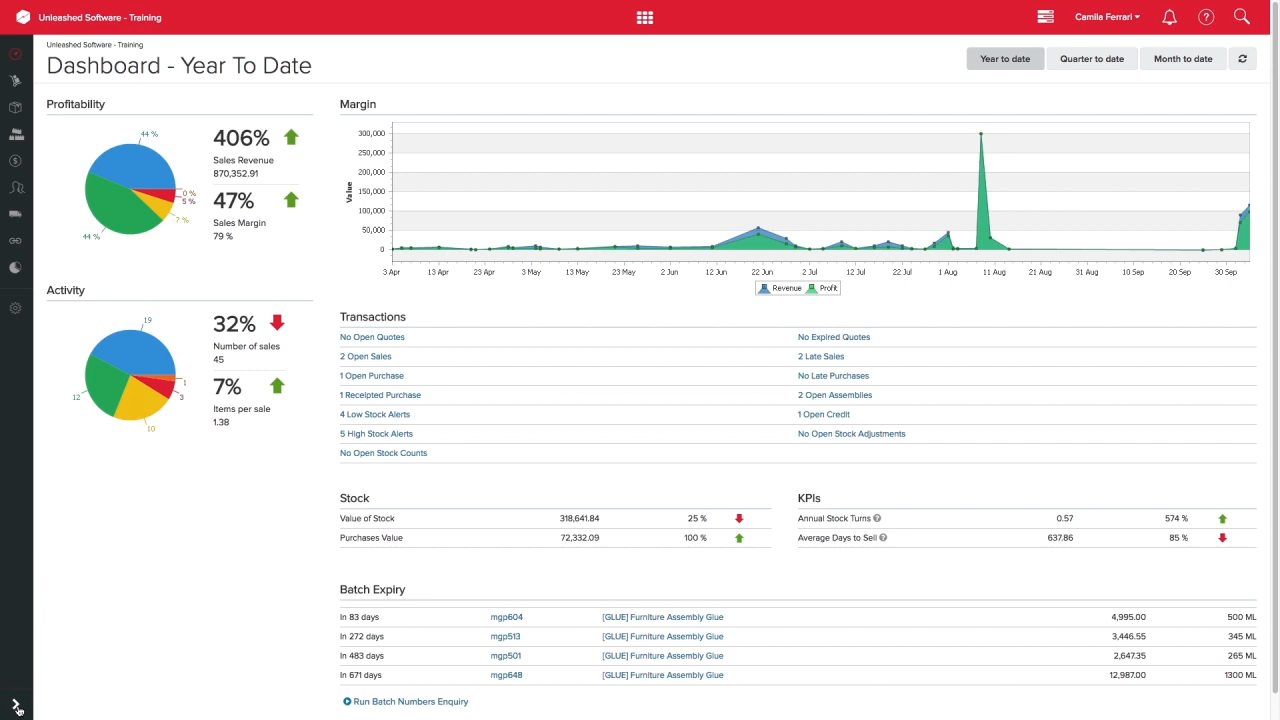 Unleashed Software - Training
Camila Ferrari
Unleashed Software - Training
Dashboard - Year To Date
Year to date
Quarter to date
Month to date
Profitability
44 %
0 %
5 %
7 %
44 %
406%
Sales Revenue
870,352.91
47%
Sales Margin
79 %
Activity
19
1
3
10
12
32%
Number of sales
45
7%
Items per sale
1.38
Margin
Value
300,000
250,000
200,000
150,000
100,000
50,000
0
3 Apr 13 Apr 23 Apr 3 May 13 May 23 May 2 Jun 12 Jun 22 Jun 2 Jul 12 Jul 22 Jul 1 Aug 11 Aug 21 Aug 31 Aug 10 Sep 20 Sep 30 Sep
Revenue Profit
Transactions
No Open Quotes No Expired Quotes
2 Open Sales 2 Late Sales
1 Open Purchase No Late Purchases
1 Receipted Purchase 2 Open Assemblies
4 Low Stock Alerts 1 Open Credit
5 High Stock Alerts No Open Stock Adjustments
No Open Stock Counts
Stock
Value of Stock 318,641.84 25 %
Purchases Value 72,332.09 100 %
KPIs
Annual Stock Turns ? 0.57 574 %
Average Days to Sell ? 637.86 85 %
Batch Expiry
In 83 days mgp604 [GLUE] Furniture Assembly Glue 4,995.00 500 ML
In 272 days mgp513 [GLUE] Furniture Assembly Glue 3,446.55 345 ML
In 483 days mgp501 [GLUE] Furniture Assembly Glue 2,647.35 265 ML
In 671 days mgp648 [GLUE] Furniture Assembly Glue 12,987.00 1300 ML
Run Batch Numbers Enquiry